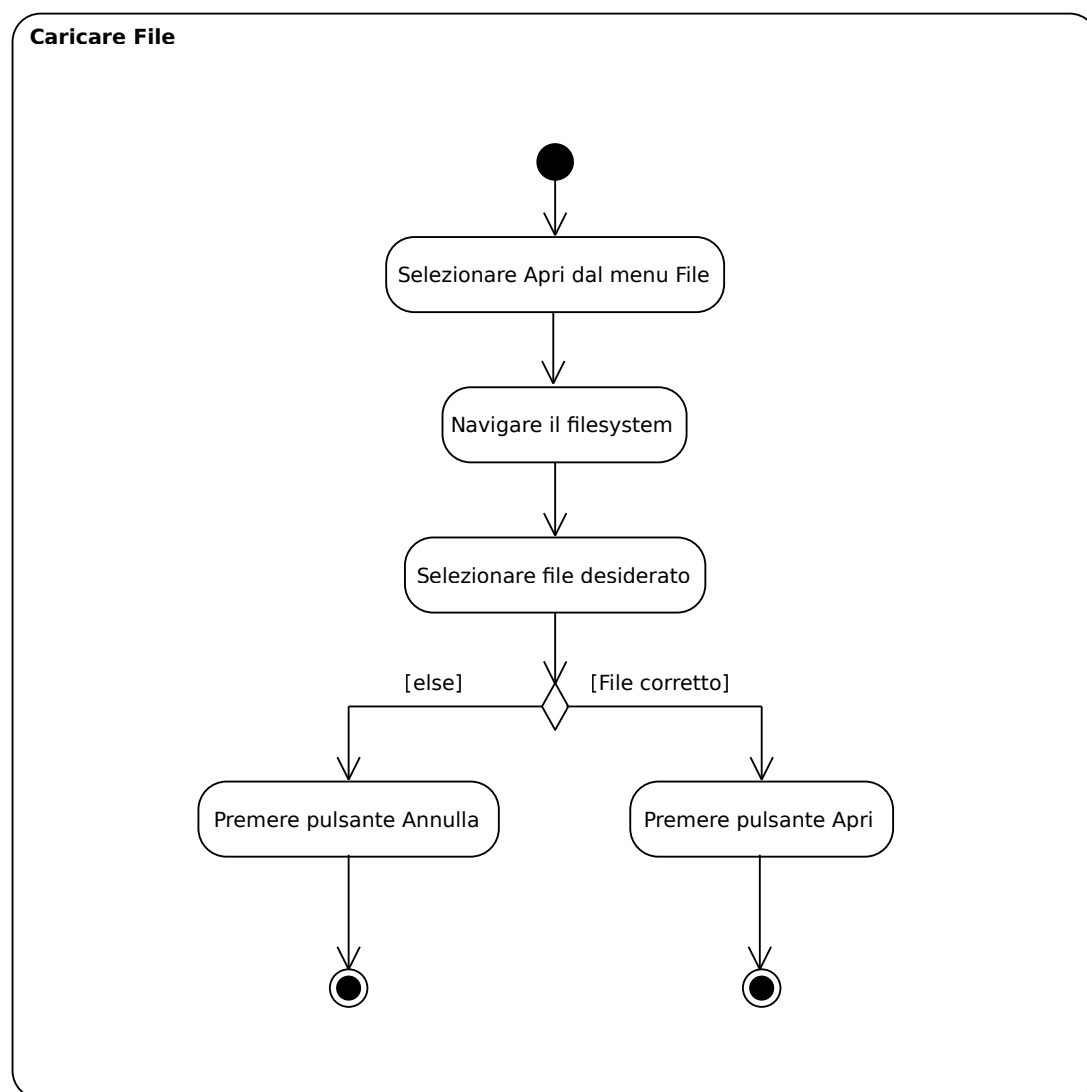 Caricare File
Selezionare Apri dal menu File
Navigare il filesystem
Selezionare file desiderato
[else]
[File corretto]
Premere pulsante Annulla
Premere pulsante Apri